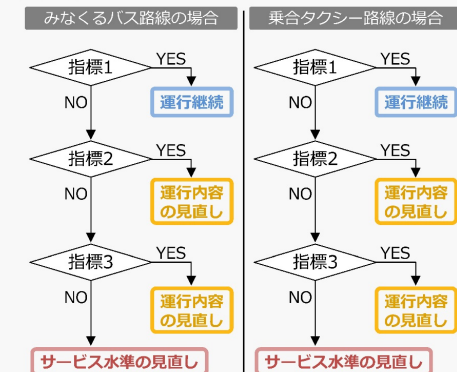 みなくるバス路線の場合
指標1
YES
運行継続
NO
指標2
YES
運行内容
の見直し
NO
指標3
YES
運行内容
の見直し
NO
サービス水準の見直し
乗合タクシー路線の場合
指標1
YES
運行継続
NO
指標2
YES
運行内容
の見直し
NO
指標3
YES
運行内容
の見直し
NO
サービス水準の見直し